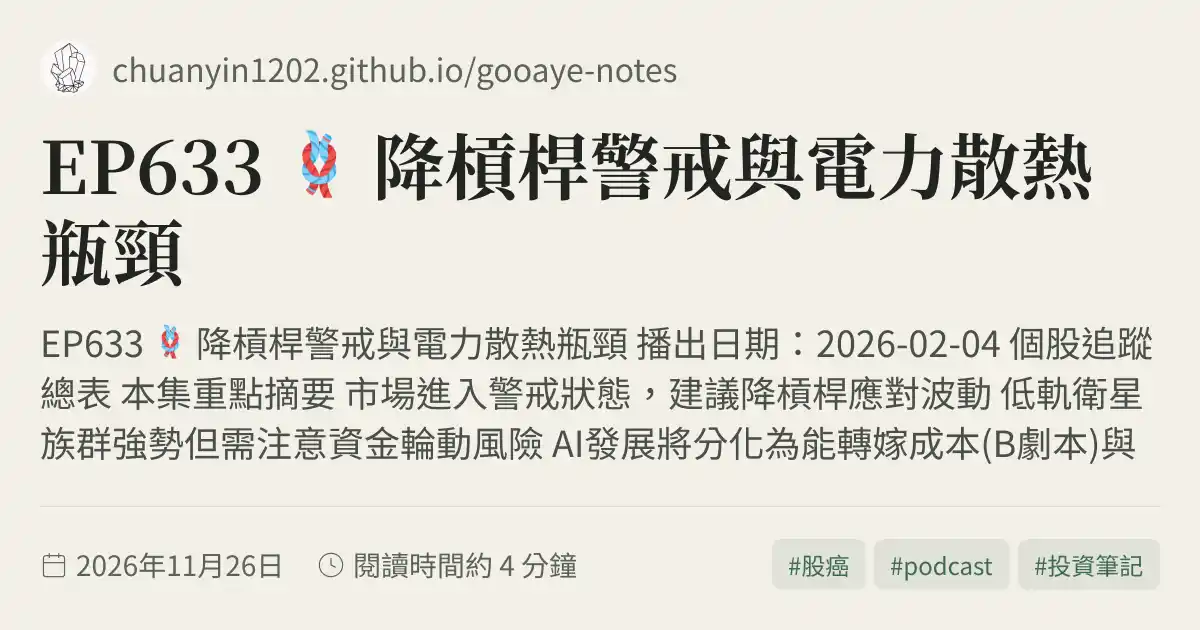 chuanyin1202.github.io/gooaye-notes
EP633 🪢 降槓桿警戒與電力散熱
瓶頸
EP633 🪢 降槓桿警戒與電力散熱瓶頸 播出日期：2026-02-04 個股追蹤
總表 本集重點摘要 市場進入警戒狀態，建議降槓桿應對波動 低軌衛星
族群強勢但需注意資金輪動風險 AI發展將分化為能轉嫁成本(B劇本)與
2026年11月26日
閱讀時間約 4 分鐘
#股癌
#podcast
#投資筆記